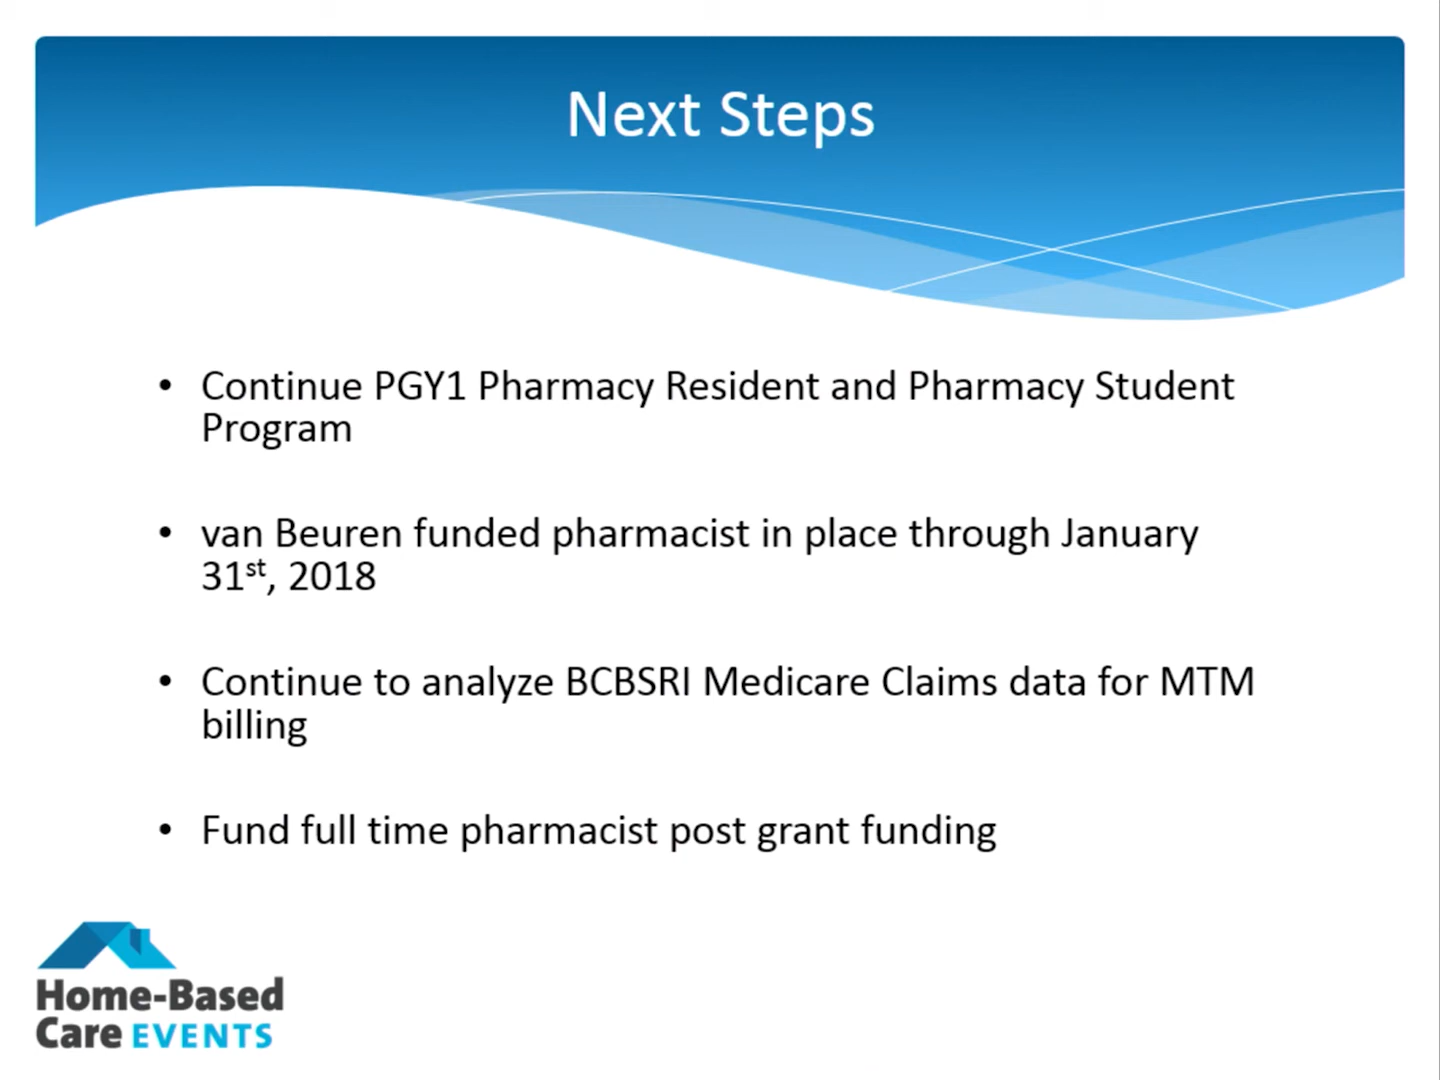 Next Steps
• Continue PGY1 Pharmacy Resident and Pharmacy Student
Program
• van Beuren funded pharmacist in place through January
31st, 2018
• Continue to analyze BCBSRI Medicare Claims data for MTM
billing
• Fund full time pharmacist post grant funding
Home-Based
Care EVENTS